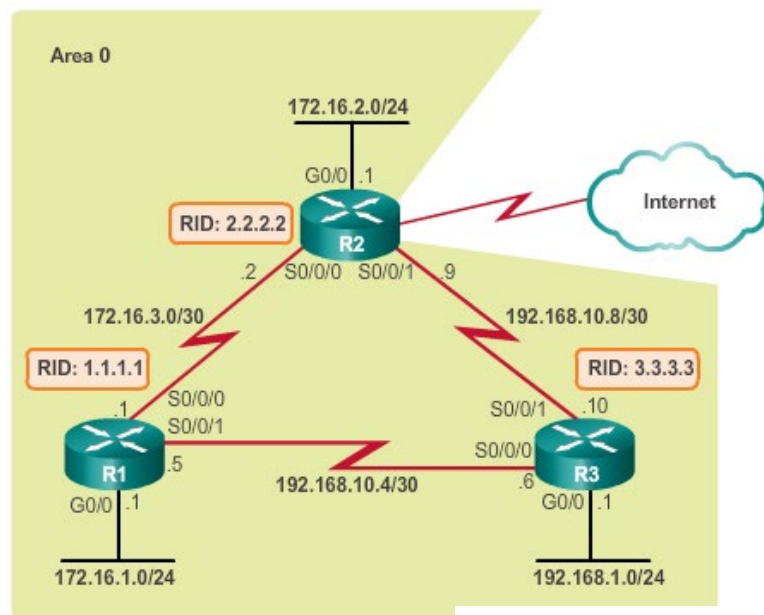 Area 0
172.16.2.0/24
G0/0 .1
Internet
RID: 2.2.2.2
R2
.2 S0/0/0 S0/0/1 .9
172.16.3.0/30
192.168.10.8/30
RID: 1.1.1.1
RID: 3.3.3.3
.1 S0/0/0
S0/0/1 .10
S0/0/1
S0/0/0
R1
.5
R3
192.168.10.4/30
.6
G0/0 .1
G0/0 .1
172.16.1.0/24
192.168.1.0/24